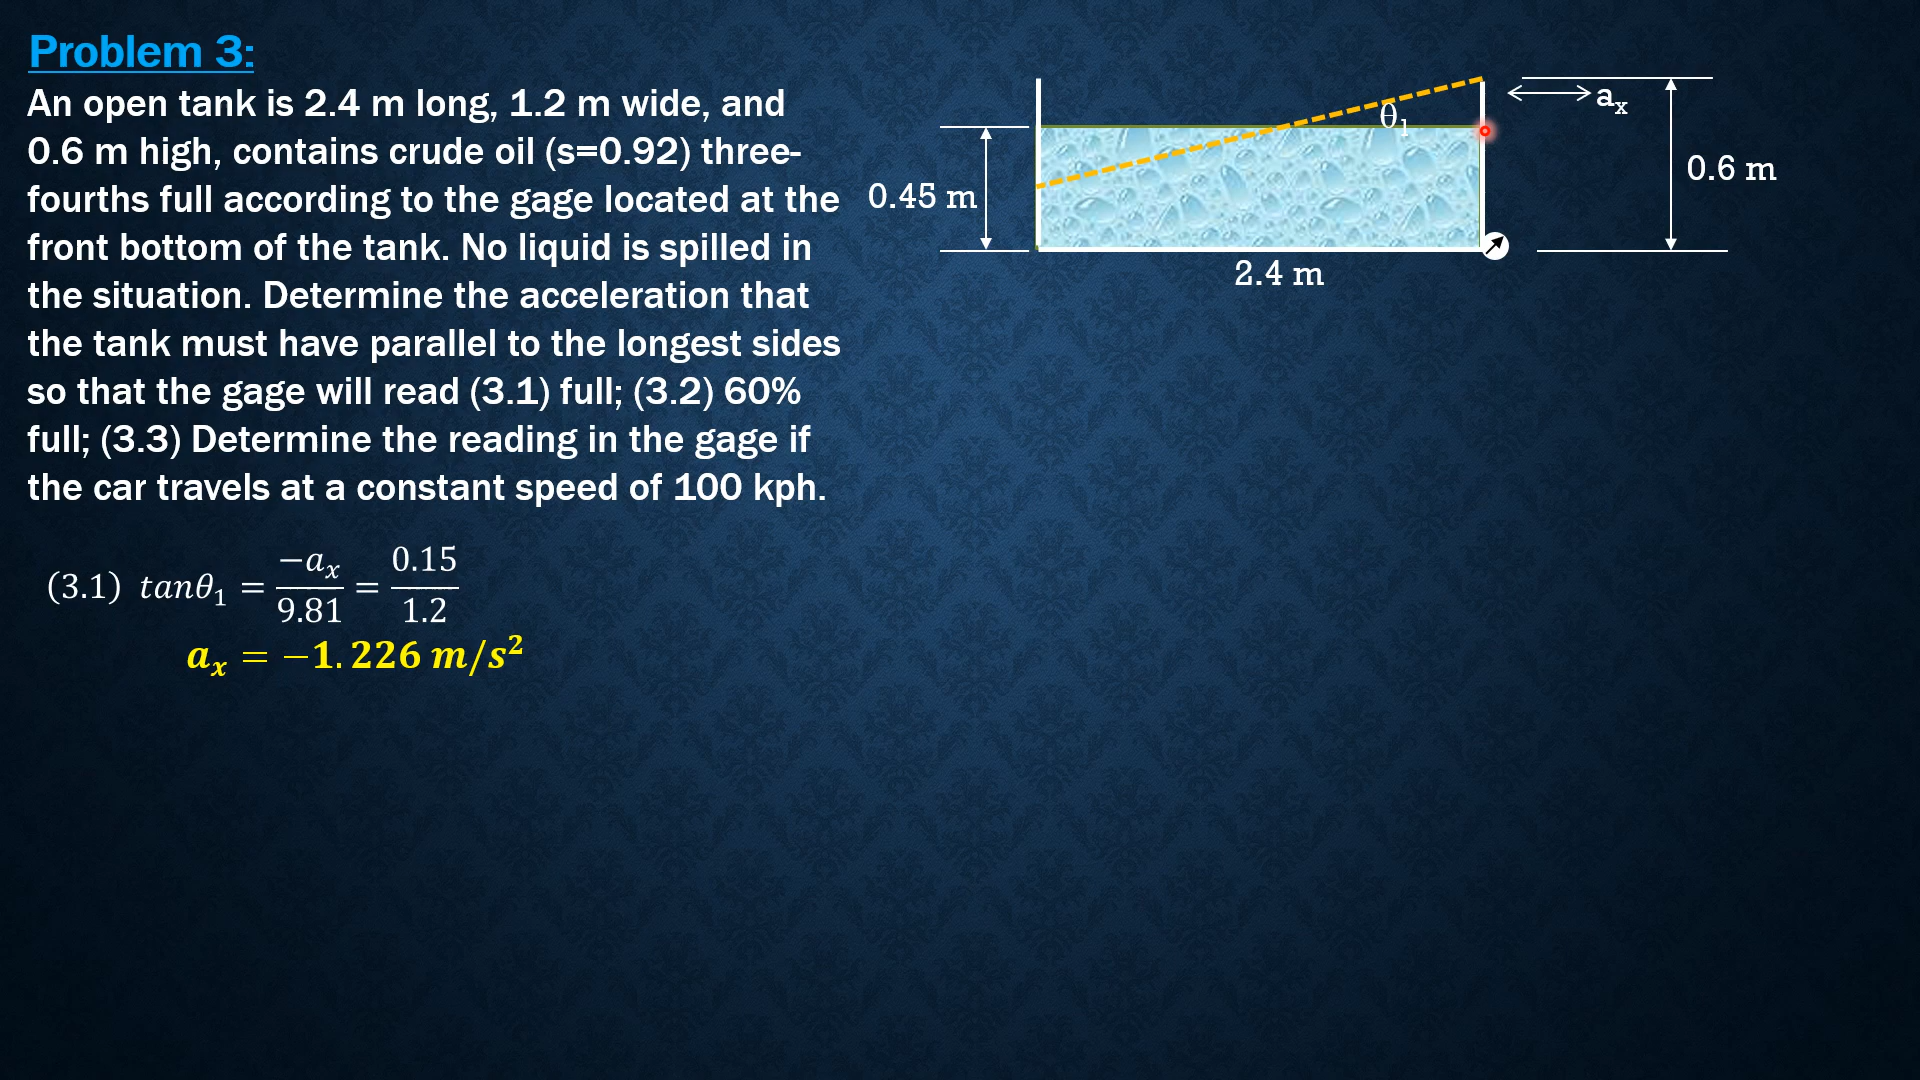 Problem 3:
An open tank is 2.4 m long, 1.2 m wide, and
0.6 m high, contains crude oil (s=0.92) three-
fourths full according to the gage located at the
front bottom of the tank. No liquid is spilled in
the situation. Determine the acceleration that
the tank must have parallel to the longest sides
so that the gage will read (3.1) full; (3.2) 60%
full; (3.3) Determine the reading in the gage if
the car travels at a constant speed of 100 kph.
(3.1) tanθ₁ = −aₓ/9.81 = 0.15/1.2
aₓ = −1.226 m/s²
θ₁
aₓ
0.45 m
0.6 m
2.4 m